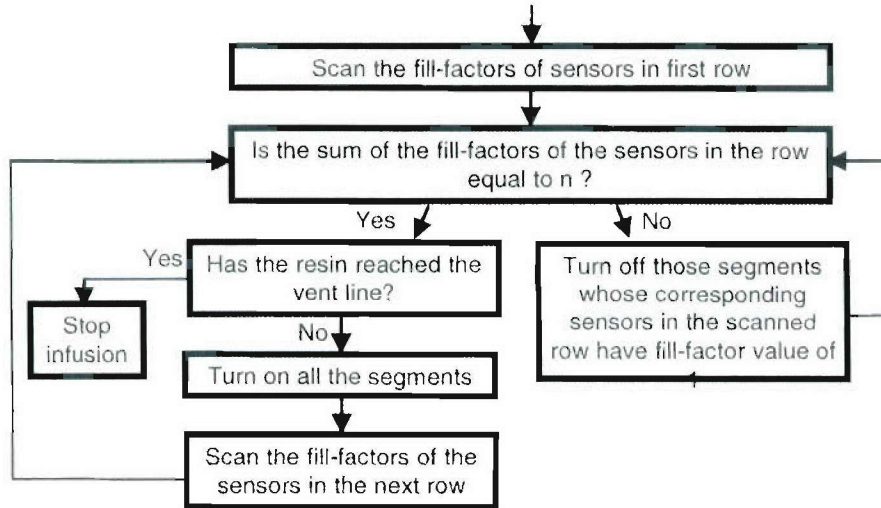 Scan the fill-factors of sensors in first row
Is the sum of the fill-factors of the sensors in the row
equal to n ?
Yes
No
Yes
Has the resin reached the
vent line?
Turn off those segments
whose corresponding
sensors in the scanned
row have fill-factor value of
Stop
infusion
No
Turn on all the segments
Scan the fill-factors of the
sensors in the next row